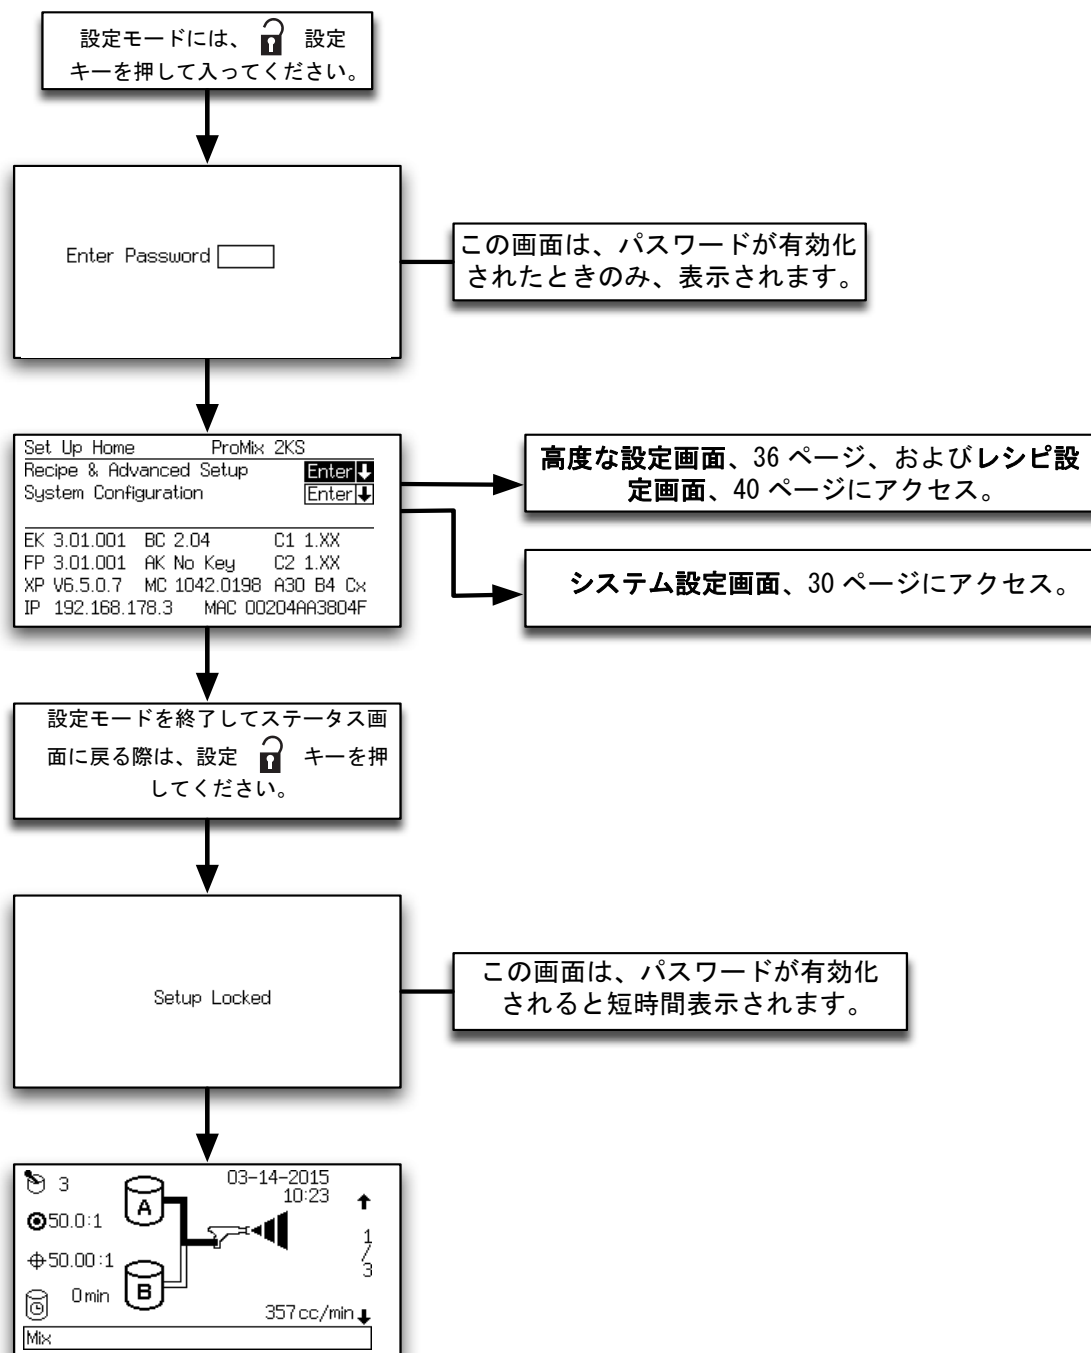 設定モードには、 設定
キーを押して入ってください。
Enter Password
この画面は、パスワードが有効化
されたときのみ、表示されます。
Set Up Home ProMix 2KS
Recipe & Advanced Setup Enter
System Configuration Enter
EK 3.01.001 BC 2.04 C1 1.XX
FP 3.01.001 AK No Key C2 1.XX
XP V6.5.0.7 MC 1042.0198 A30 B4 Cx
IP 192.168.178.3 MAC 00204AA3804F
高度な設定画面、36 ページ、およびレシピ設
定画面、40 ページにアクセス。
システム設定画面、30 ページにアクセス。
設定モードを終了してステータス画
面に戻る際は、設定 キーを押
してください。
Setup Locked
この画面は、パスワードが有効化
されると短時間表示されます。
3
03-14-2015
10:23
A
50.0:1
1/3
50.00:1
0min
B
357cc/min
Mix